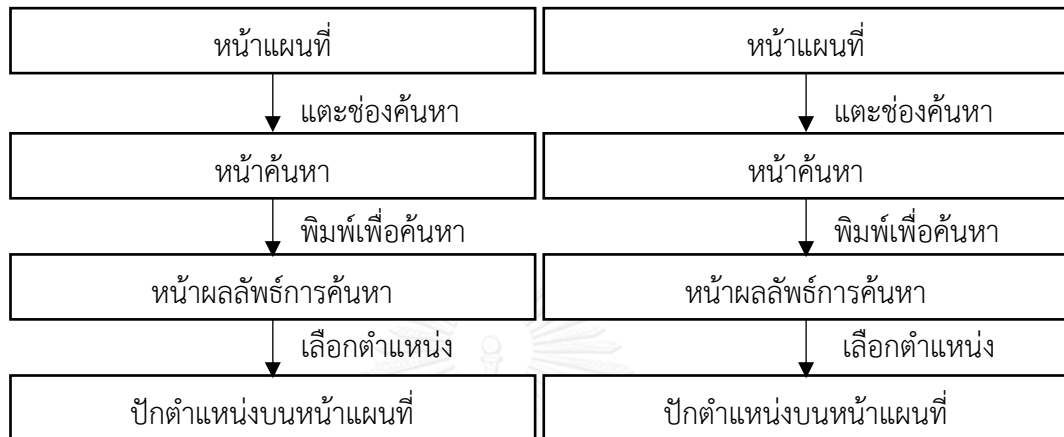 หน้าแผนที่
แตะช่องค้นหา
หน้าค้นหา
พิมพ์เพื่อค้นหา
หน้าผลลัพธ์การค้นหา
เลือกตำแหน่ง
ปักตำแหน่งบนหน้าแผนที่
หน้าแผนที่
แตะช่องค้นหา
หน้าค้นหา
พิมพ์เพื่อค้นหา
หน้าผลลัพธ์การค้นหา
เลือกตำแหน่ง
ปักตำแหน่งบนหน้าแผนที่